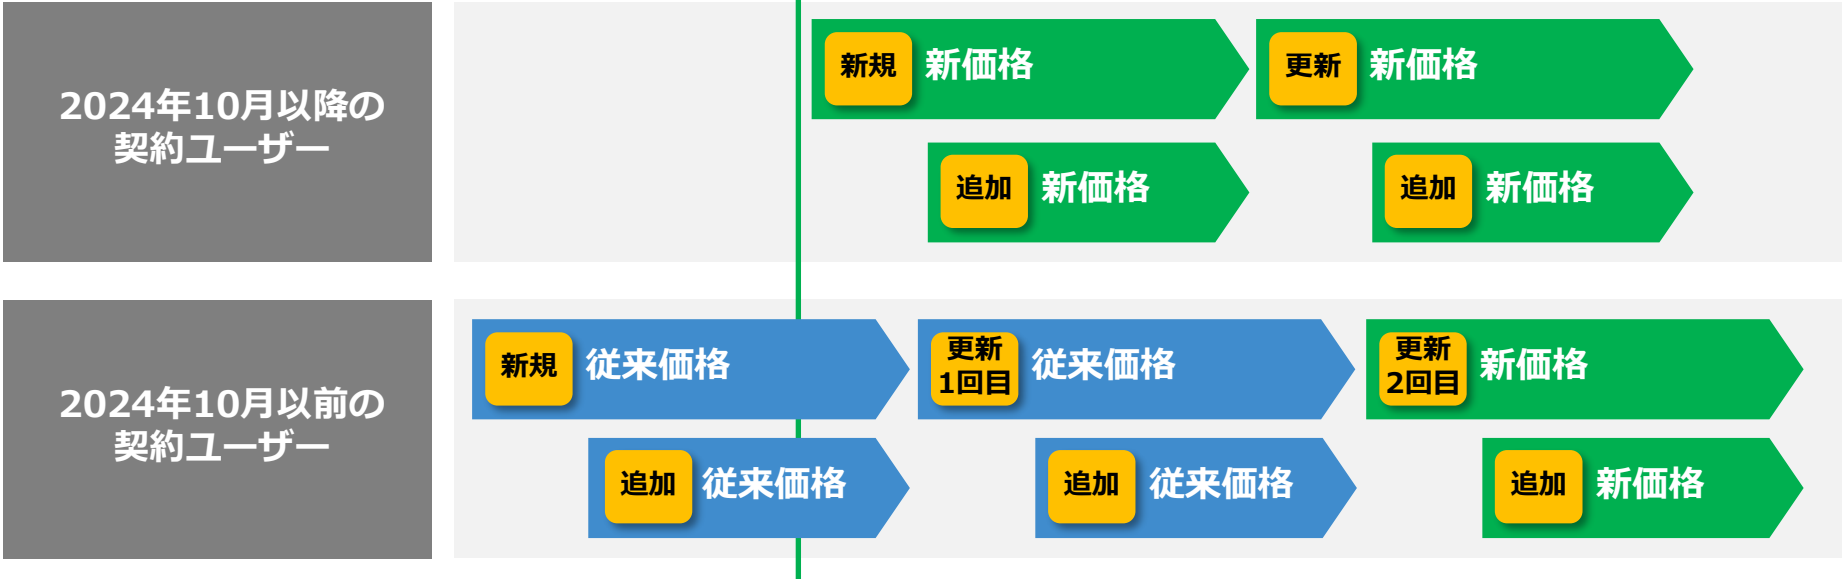 2024年10月以降の
契約ユーザー
新規 新価格
更新 新価格
追加 新価格
追加 新価格
2024年10月以前の
契約ユーザー
新規 従来価格
更新
1回目 従来価格
更新
2回目 新価格
追加 従来価格
追加 従来価格
追加 新価格